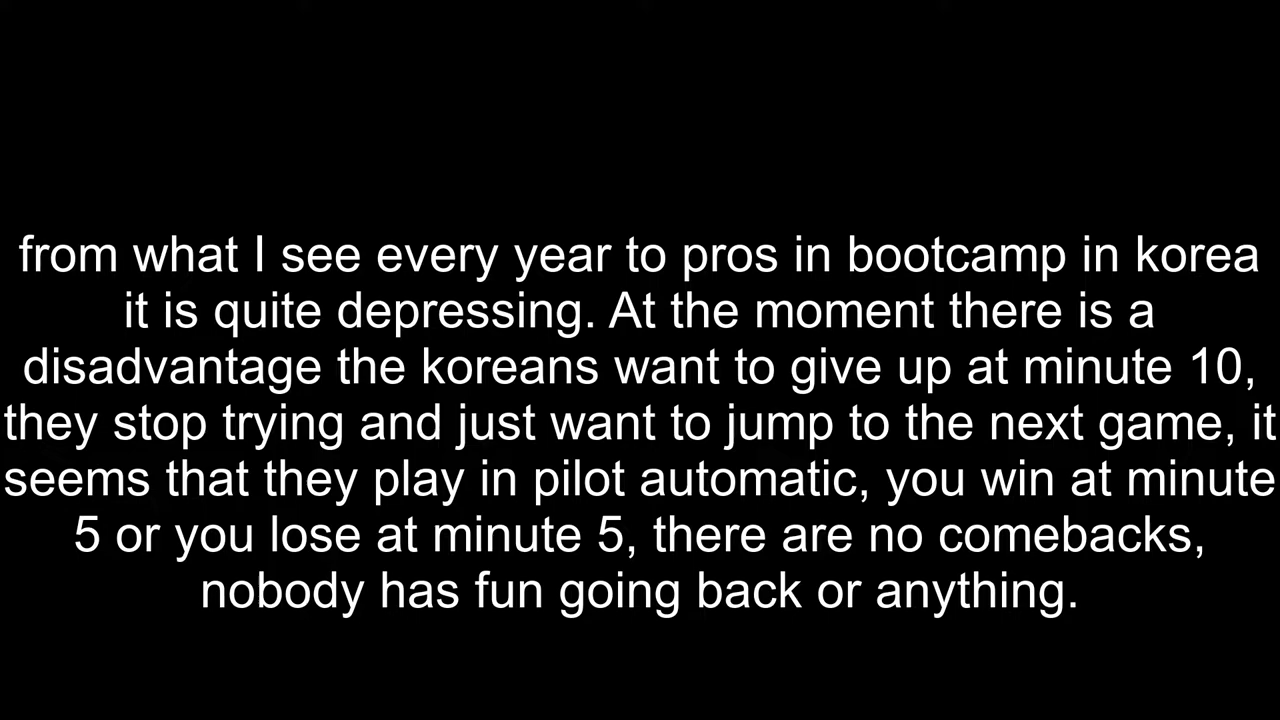 from what I see every year to pros in bootcamp in korea
it is quite depressing. At the moment there is a
disadvantage the koreans want to give up at minute 10,
they stop trying and just want to jump to the next game, it
seems that they play in pilot automatic, you win at minute
5 or you lose at minute 5, there are no comebacks,
nobody has fun going back or anything.